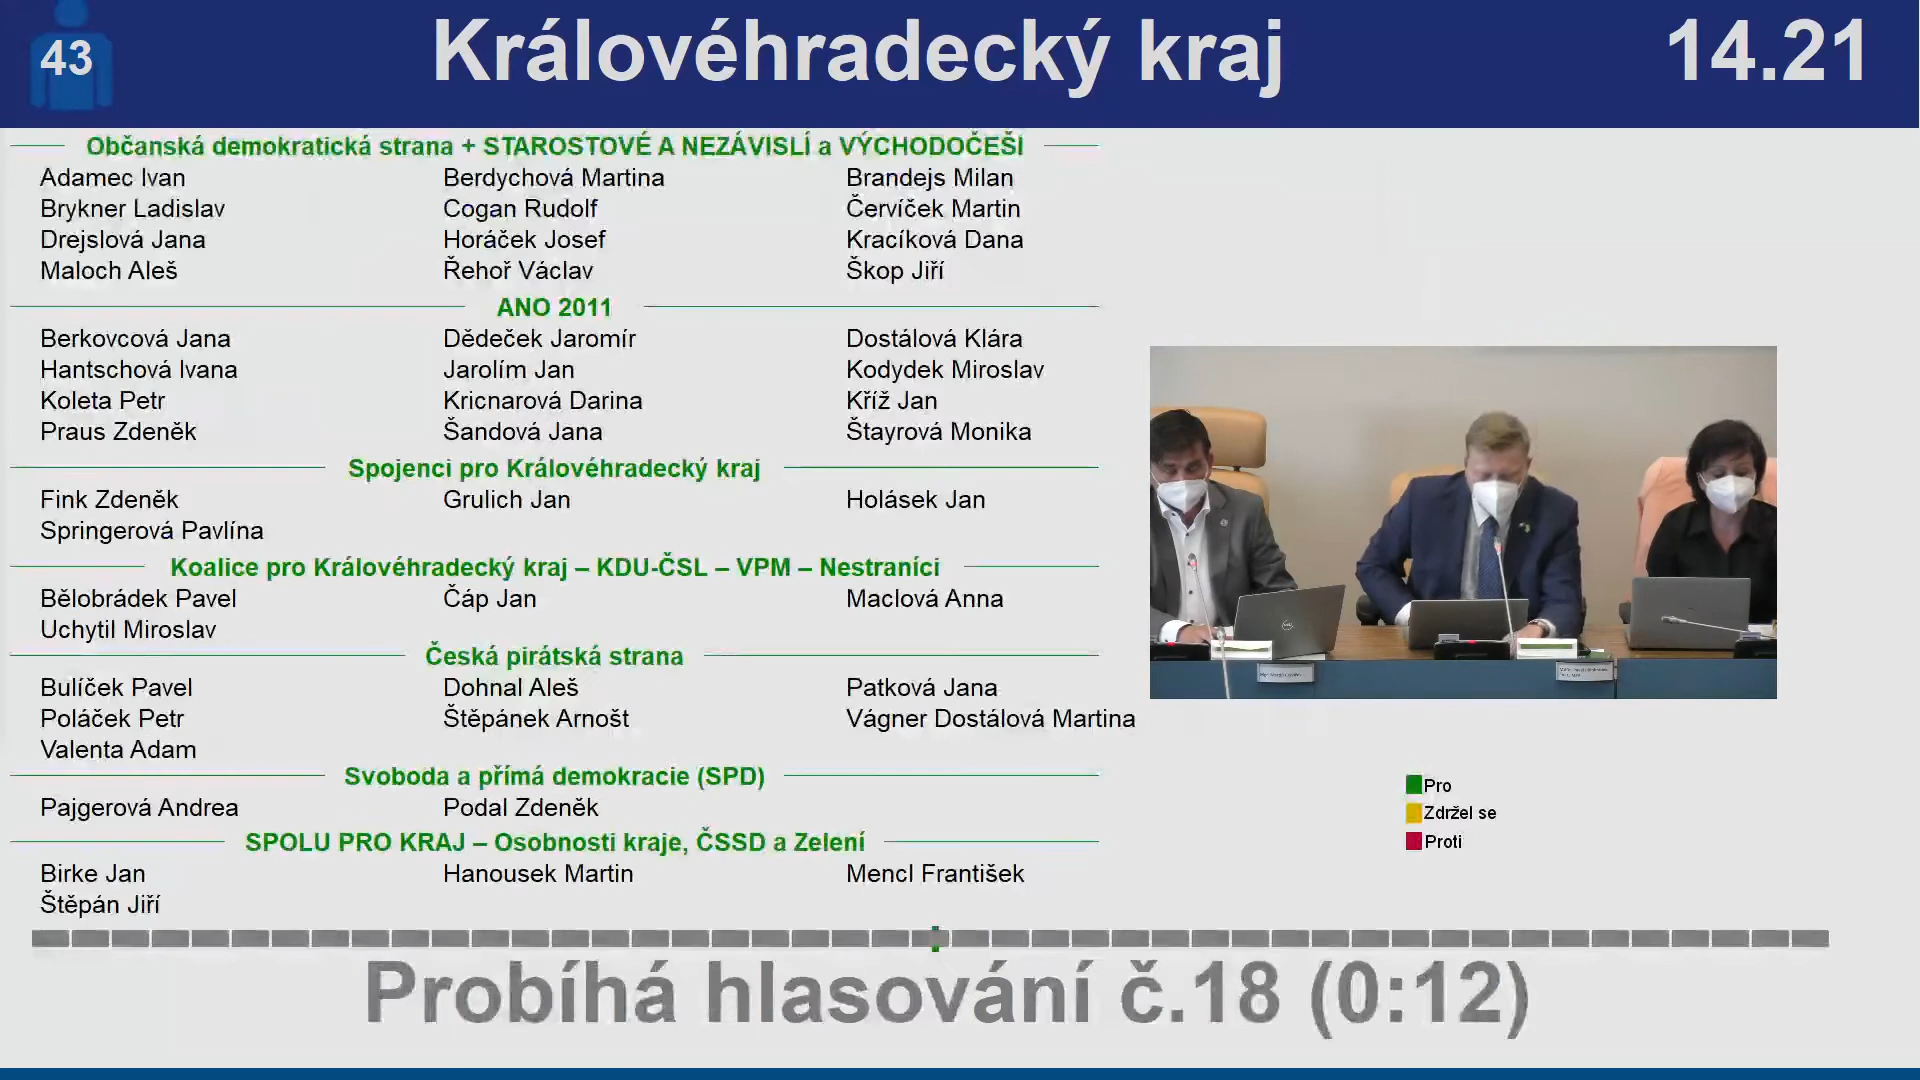 43
Královéhradecký kraj
14.21
Občanská demokratická strana + STAROSTOVÉ A NEZÁVISLÍ a VÝCHODOČEŠI
Adamec Ivan Berdychová Martina Brandejs Milan
Brykner Ladislav Cogan Rudolf Červíček Martin
Drejslová Jana Horáček Josef Kracíková Dana
Maloch Aleš Řehoř Václav Škop Jiří
ANO 2011
Berkovcová Jana Dědeček Jaromír Dostálová Klára
Hantschová Ivana Jarolím Jan Kodydek Miroslav
Koleta Petr Kricnarová Darina Kříž Jan
Praus Zdeněk Šandová Jana Štayrová Monika
Spojenci pro Královéhradecký kraj
Fink Zdeněk Grulich Jan Holásek Jan
Springerová Pavlína
Koalice pro Královéhradecký kraj – KDU-ČSL – VPM – Nestraníci
Bělobrádek Pavel Čáp Jan Maclová Anna
Uchytil Miroslav
Česká pirátská strana
Bulíček Pavel Dohnal Aleš Patková Jana
Poláček Petr Štěpánek Arnošt Vágner Dostálová Martina
Valenta Adam
Svoboda a přímá demokracie (SPD)
Pajgerová Andrea Podal Zdeněk
SPOLU PRO KRAJ – Osobnosti kraje, ČSSD a Zelení
Birke Jan Hanousek Martin Mencl František
Štěpán Jiří
Pro
Zdržel se
Proti
Probíhá hlasování č.18 (0:12)